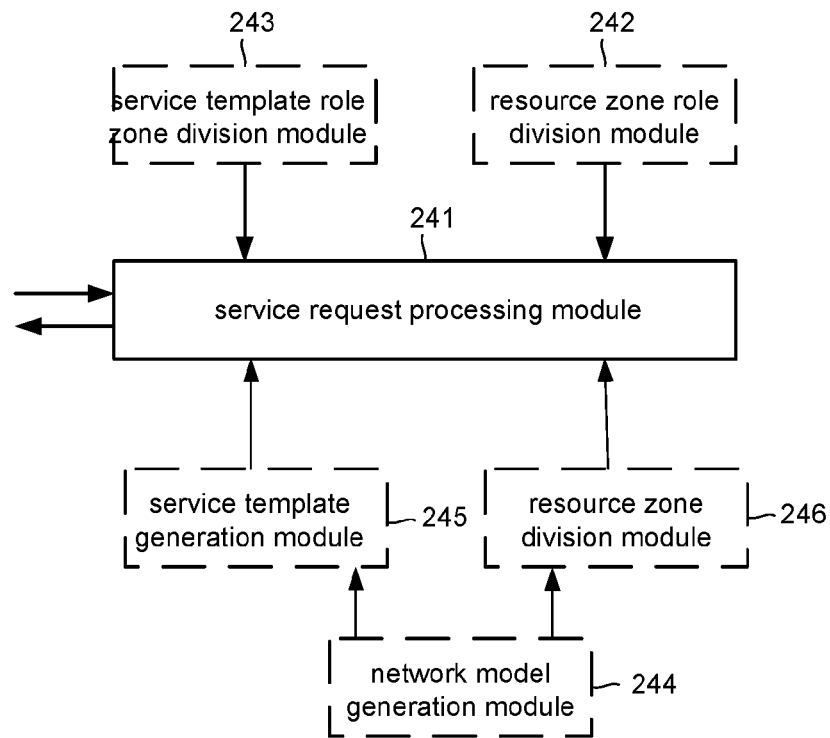 243
242
service template role
zone division module
resource zone role
division module
241
service request processing module
service template
generation module
245
resource zone
division module
246
network model
generation module
244